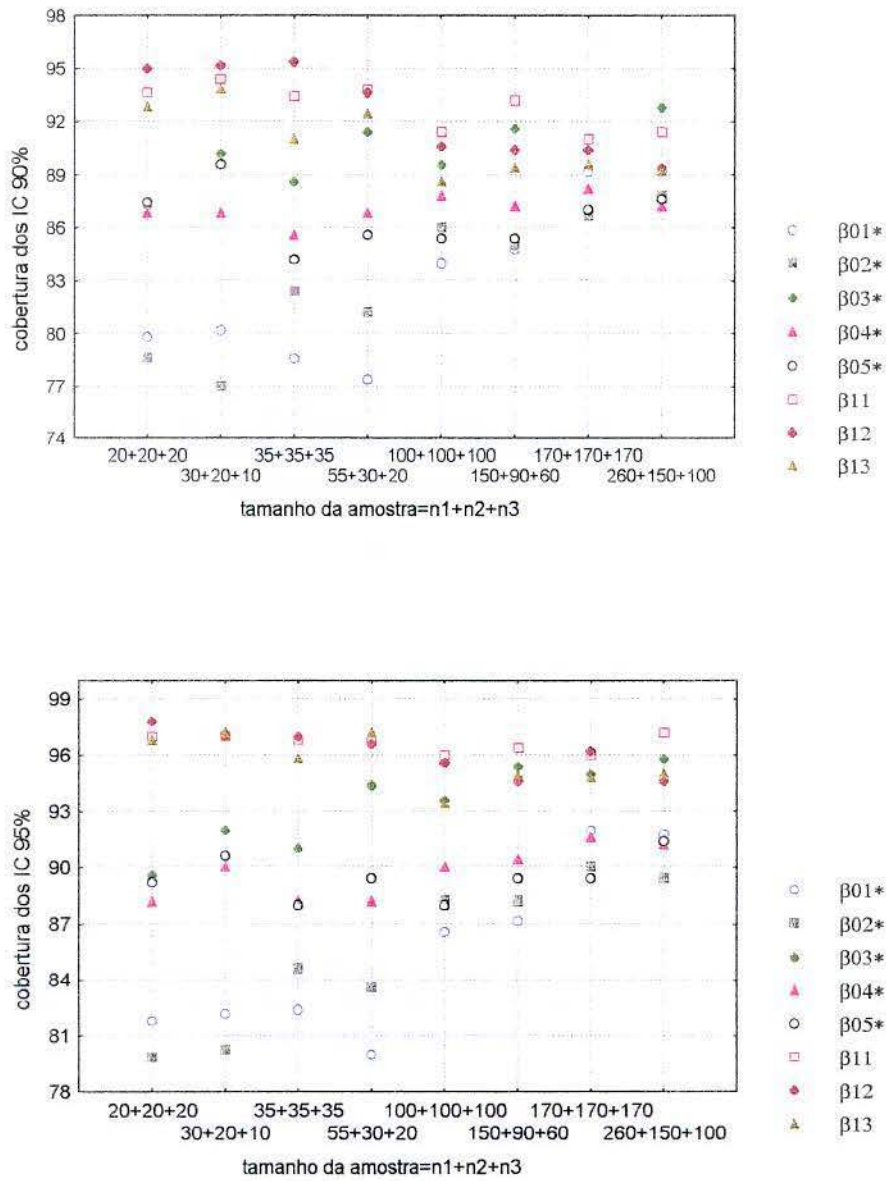 98
95
92
89
86
83
80
77
74
cobertura dos IC 90%
20+20+20 35+35+35 100+100+100 170+170+170
30+20+10 55+30+20 150+90+60 260+150+100
tamanho da amostra=n1+n2+n3
β01*
β02*
β03*
β04*
β05*
β11
β12
β13
99
96
93
90
87
84
81
78
cobertura dos IC 95%
20+20+20 35+35+35 100+100+100 170+170+170
30+20+10 55+30+20 150+90+60 260+150+100
tamanho da amostra=n1+n2+n3
β01*
β02*
β03*
β04*
β05*
β11
β12
β13